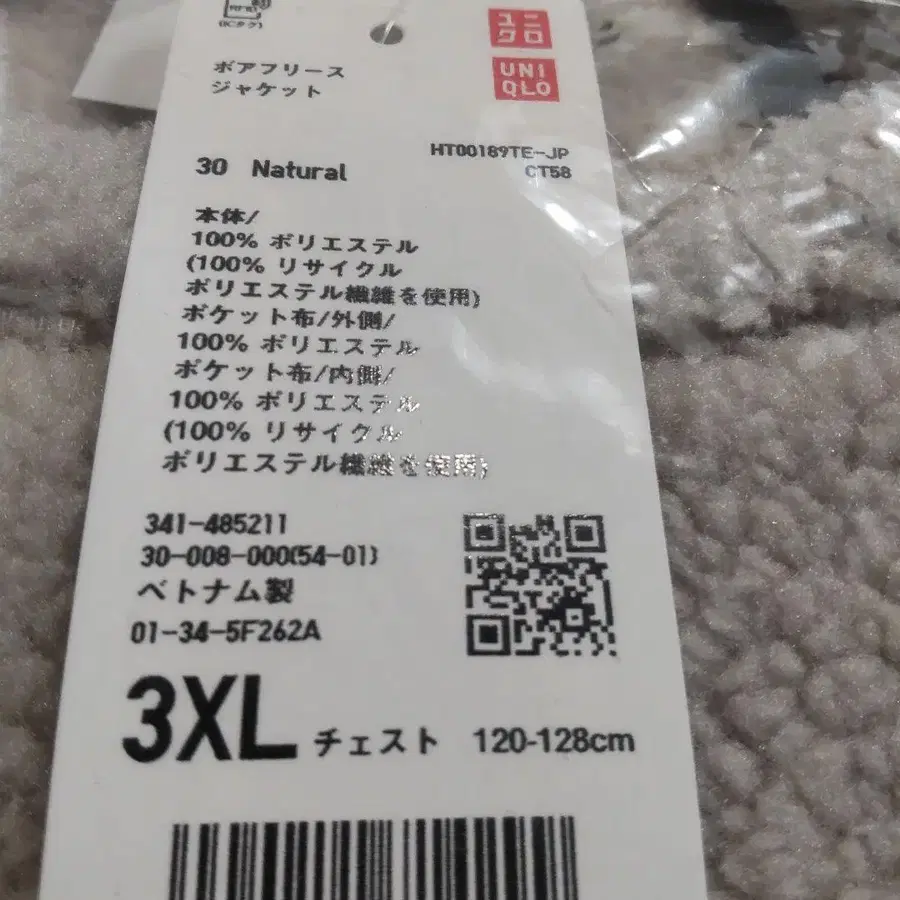 RFID
(ICタグ)
ユニ
クロ
UNI
QLO
ボアフリース
ジャケット
HT00189TE-JP
CT58
30 Natural
本体/
100% ポリエステル
(100% リサイクル
ポリエステル繊維を使用)
ポケット布/外側/
100% ポリエステル
ポケット布/内側/
100% ポリエステル
(100% リサイクル
ポリエステル繊維を使用)
341-485211
30-008-000(54-01)
ベトナム製
01-34-5F262A
3XL チェスト 120-128cm